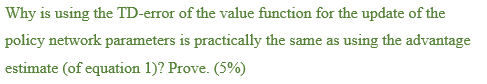 Why is using the TD-error of the value function for the update of the
policy network parameters is practically the same as using the advantage
estimate (of equation 1)? Prove. (5%)